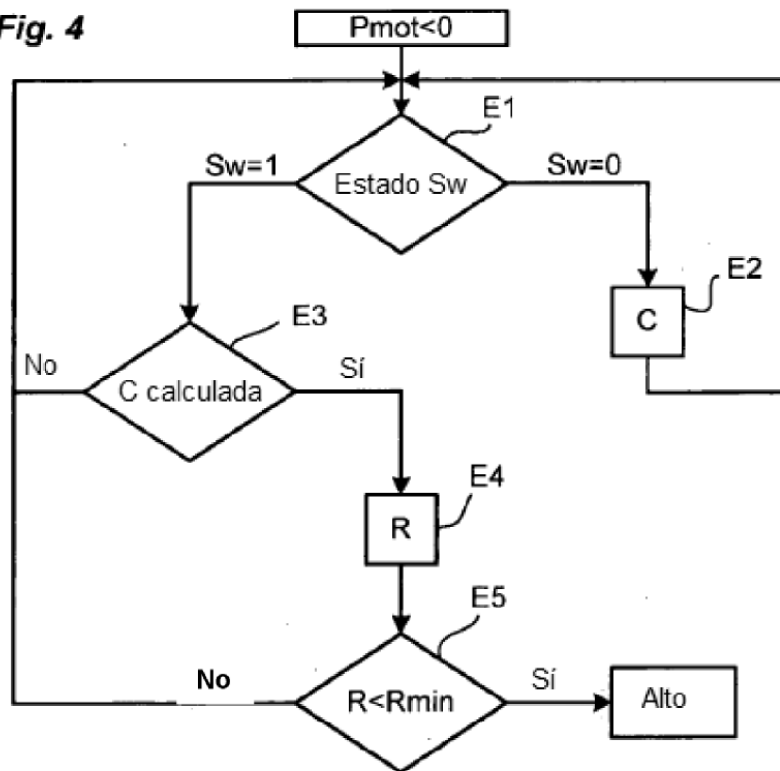 Fig. 4
Pmot<0
E1
Sw=1
Estado Sw
Sw=0
E2
C
E3
No
C calculada
Sí
E4
R
E5
No
R<Rmin
Sí
Alto